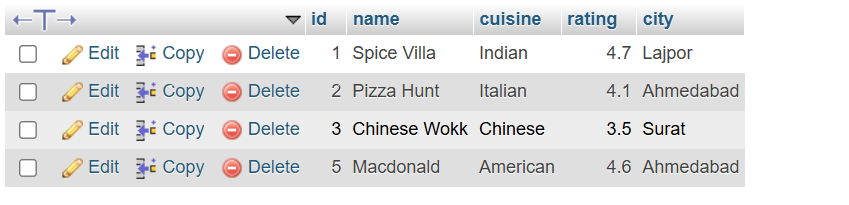 id name cuisine rating city
Edit Copy Delete 1 Spice Villa Indian 4.7 Lajpor
Edit Copy Delete 2 Pizza Hunt Italian 4.1 Ahmedabad
Edit Copy Delete 3 Chinese Wokk Chinese 3.5 Surat
Edit Copy Delete 5 Macdonald American 4.6 Ahmedabad